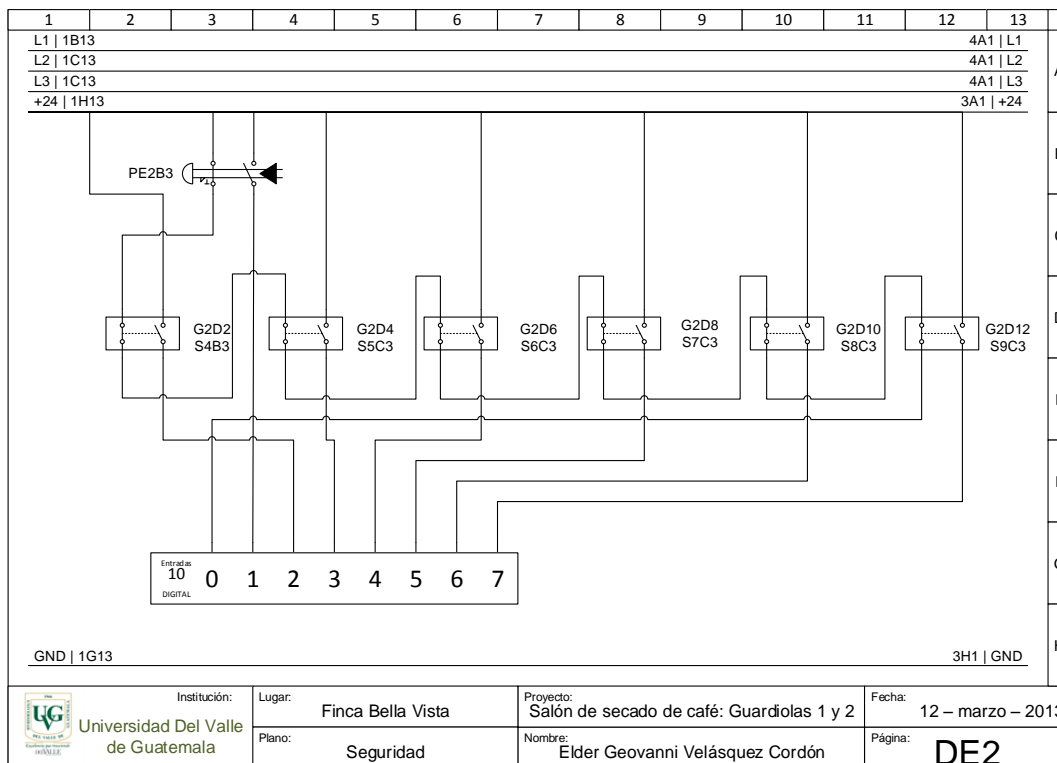 1 2 3 4 5 6 7 8 9 10 11 12 13
L1 | 1B13 4A1 | L1
L2 | 1C13 4A1 | L2
L3 | 1C13 4A1 | L3
+24 | 1H13 3A1 | +24
A
PE2B3
G2D2
S4B3
G2D4
S5C3
G2D6
S6C3
G2D8
S7C3
G2D10
S8C3
G2D12
S9C3
Entradas
10
DIGITAL
0 1 2 3 4 5 6 7
GND | 1G13 3H1 | GND
UVG
Institución:
Universidad Del Valle
de Guatemala
Lugar:
Finca Bella Vista
Plano:
Seguridad
Proyecto:
Salón de secado de café: Guardiolas 1 y 2
Nombre:
Elder Geovanni Velásquez Cordón
Fecha:
12 – marzo – 2013
Página:
DE2